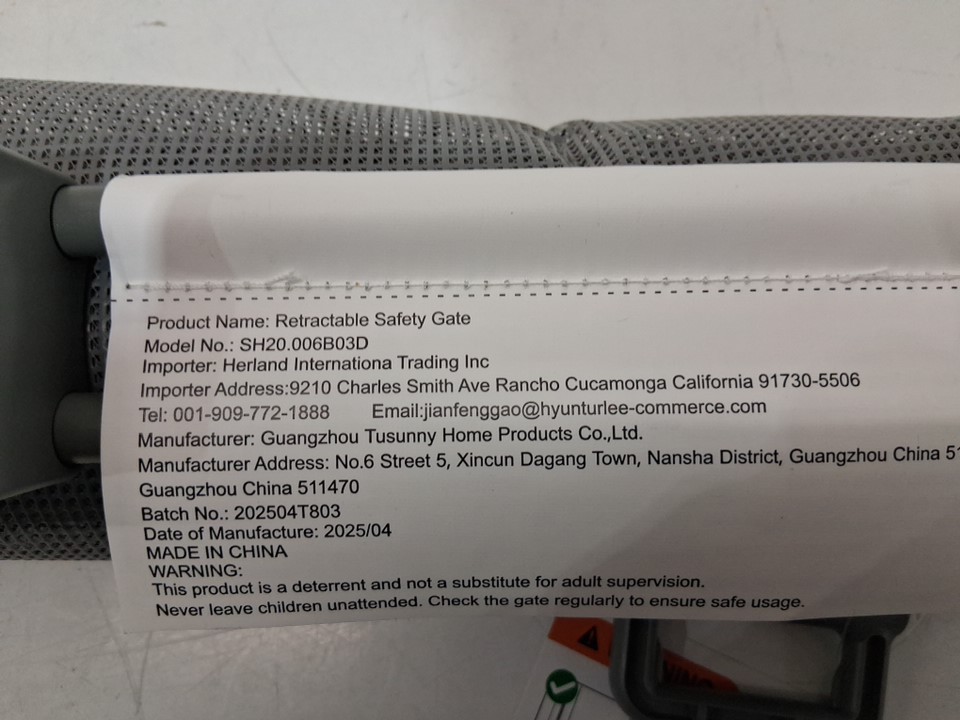 Product Name: Retractable Safety Gate
Model No.: SH20.006B03D
Importer: Herland Internationa Trading Inc
Importer Address:9210 Charles Smith Ave Rancho Cucamonga California 91730-5506
Tel: 001-909-772-1888 Email:jianfenggao@hyunturlee-commerce.com
Manufacturer: Guangzhou Tusunny Home Products Co.,Ltd.
Manufacturer Address: No.6 Street 5, Xincun Dagang Town, Nansha District, Guangzhou China
Guangzhou China 511470
Batch No.: 202504T803
Date of Manufacture: 2025/04
MADE IN CHINA
WARNING:
This product is a deterrent and not a substitute for adult supervision.
Never leave children unattended. Check the gate regularly to ensure safe usage.